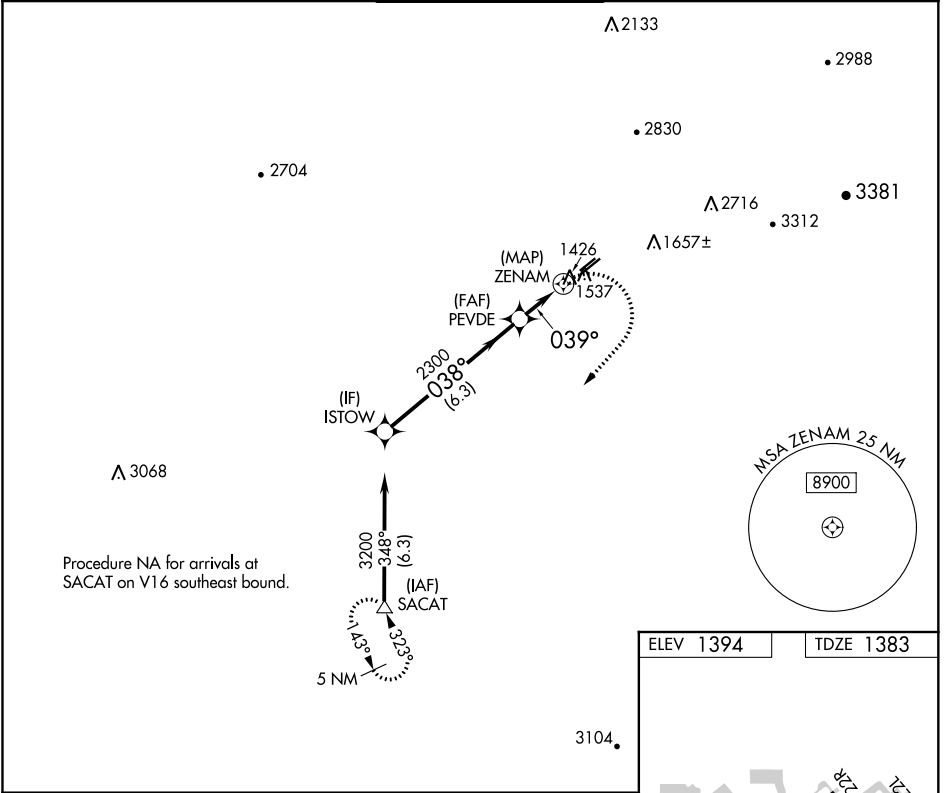 2133
2988
2830
2704
3381
2716
3312
1657±
(MAP)
ZENAM
1426
1537
(FAF)
PEVDE
039°
2300
038°
(6.3)
(IF)
ISTOW
MSA ZENAM 25 NM
8900
3068
3200
348°
(6.3)
Procedure NA for arrivals at
SACAT on V16 southeast bound.
(IAF)
SACAT
143°
323°
5 NM
ELEV 1394
TDZE 1383
3104
22R
22L